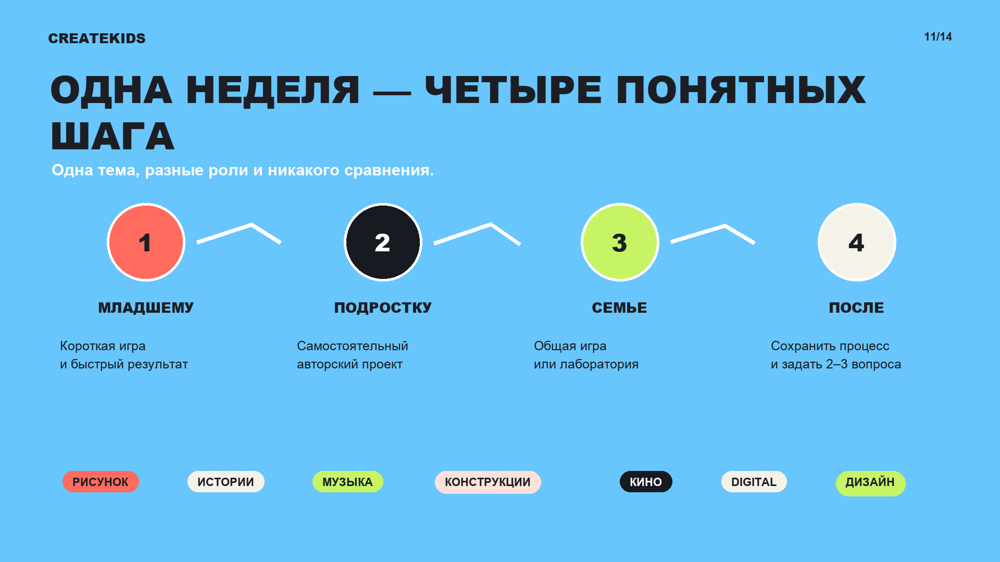 CREATEKIDS
11/14
ОДНА НЕДЕЛЯ — ЧЕТЫРЕ ПОНЯТНЫХ
ШАГА
Одна тема, разные роли и никакого сравнения.
1
2
3
4
МЛАДШЕМУ
ПОДРОСТКУ
СЕМЬЕ
ПОСЛЕ
Короткая игра
и быстрый результат
Самостоятельный
авторский проект
Общая игра
или лаборатория
Сохранить процесс
и задать 2–3 вопроса
РИСУНОК
ИСТОРИИ
МУЗЫКА
КОНСТРУКЦИИ
КИНО
DIGITAL
ДИЗАЙН